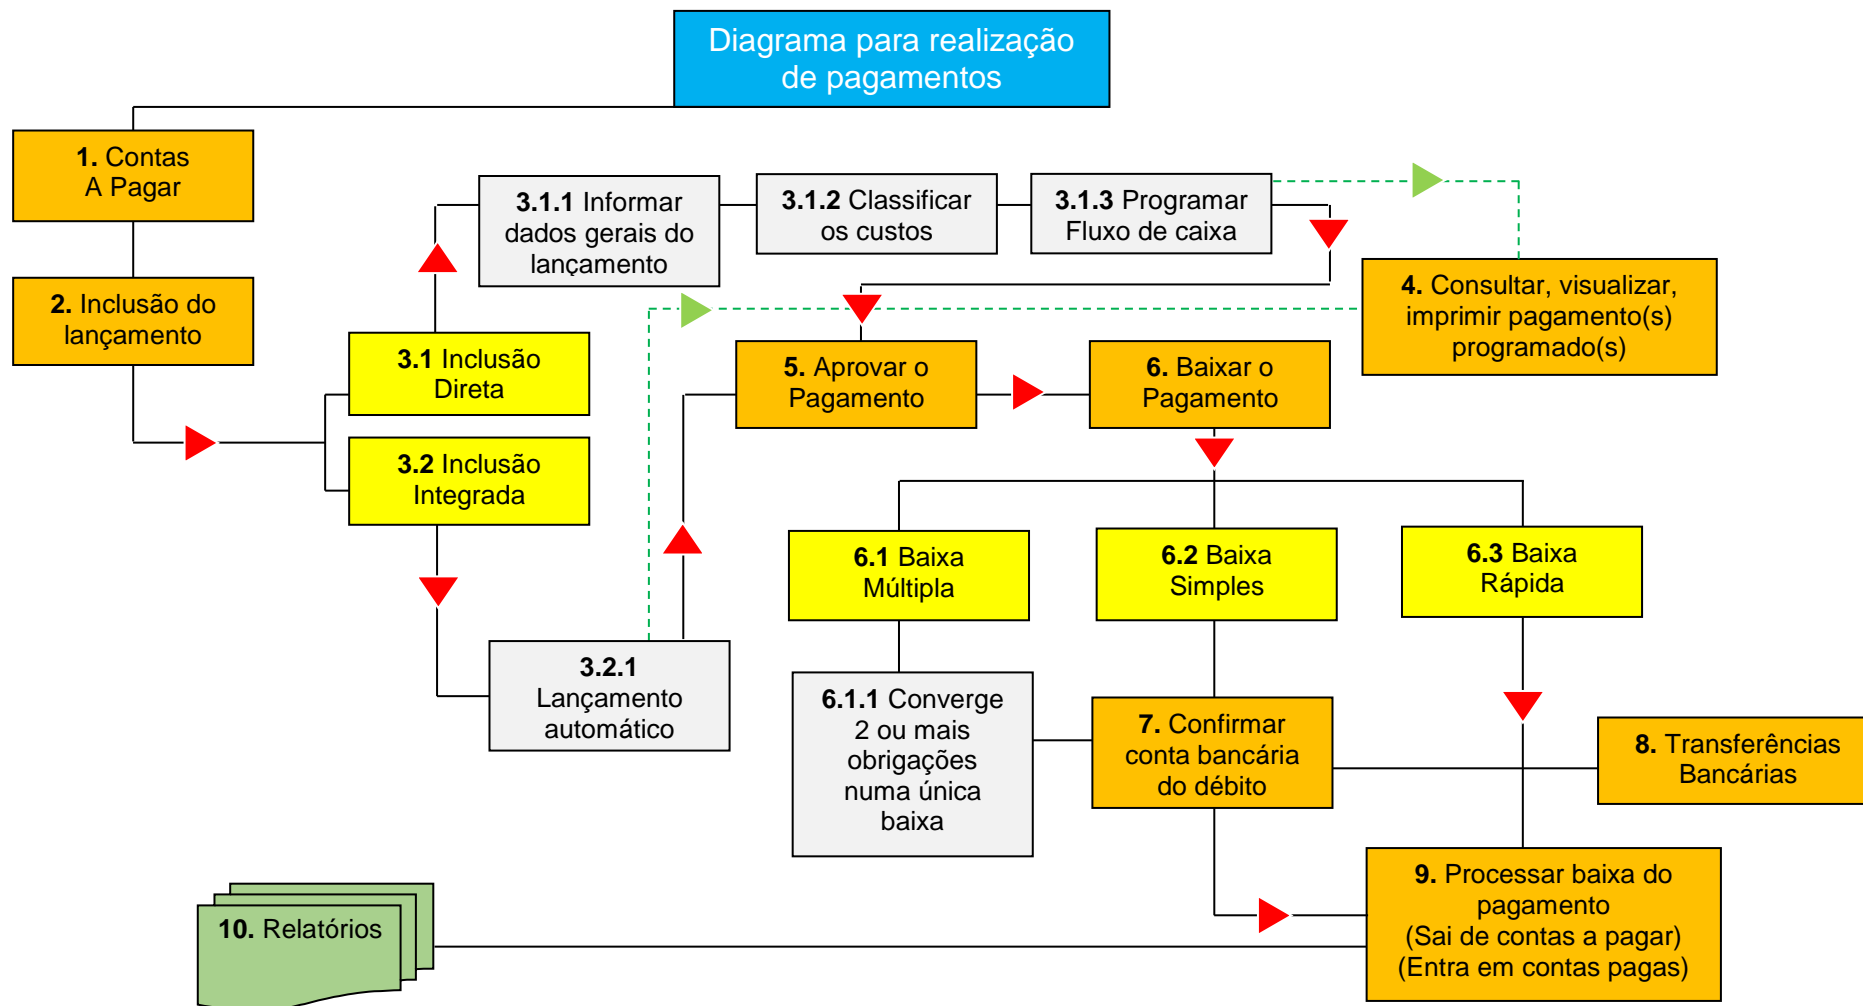 Diagrama para realização
de pagamentos
1. Contas
A Pagar
2. Inclusão do
lançamento
3.1 Inclusão
Direta
3.2 Inclusão
Integrada
3.1.1 Informar
dados gerais do
lançamento
3.1.2 Classificar
os custos
3.1.3 Programar
Fluxo de caixa
3.2.1
Lançamento
automático
4. Consultar, visualizar,
imprimir pagamento(s)
programado(s)
5. Aprovar o
Pagamento
6. Baixar o
Pagamento
6.1 Baixa
Múltipla
6.2 Baixa
Simples
6.3 Baixa
Rápida
6.1.1 Converge
2 ou mais
obrigações
numa única
baixa
7. Confirmar
conta bancária
do débito
8. Transferências
Bancárias
9. Processar baixa do
pagamento
(Sai de contas a pagar)
(Entra em contas pagas)
10. Relatórios